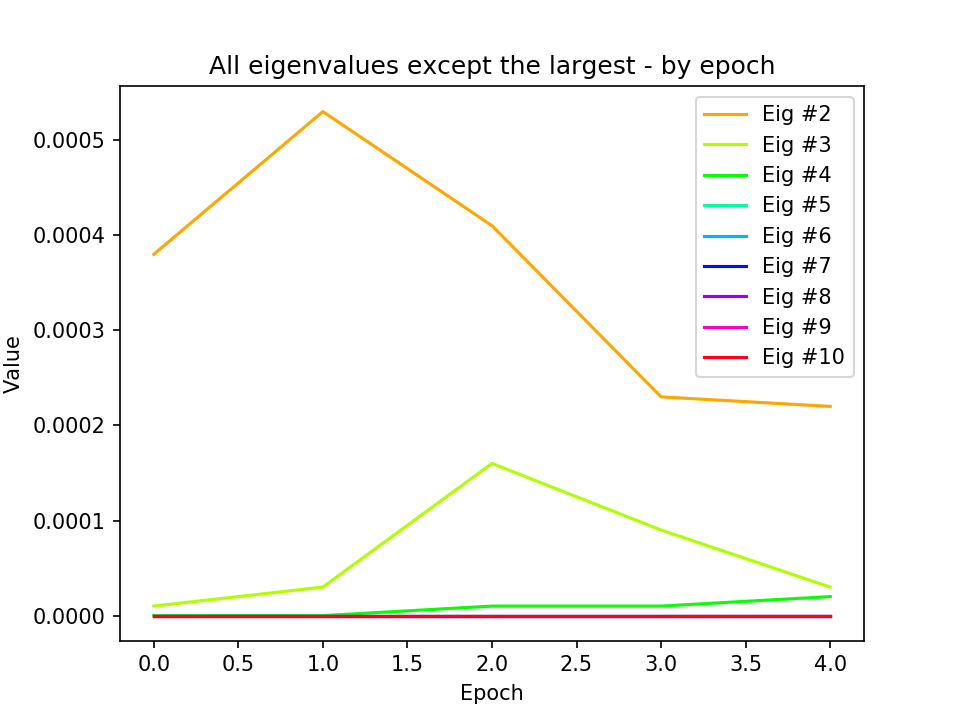 All eigenvalues except the largest - by epoch
Value
0.0005
0.0004
0.0003
0.0002
0.0001
0.0000
Eig #2
Eig #3
Eig #4
Eig #5
Eig #6
Eig #7
Eig #8
Eig #9
Eig #10
0.0 0.5 1.0 1.5 2.0 2.5 3.0 3.5 4.0
Epoch